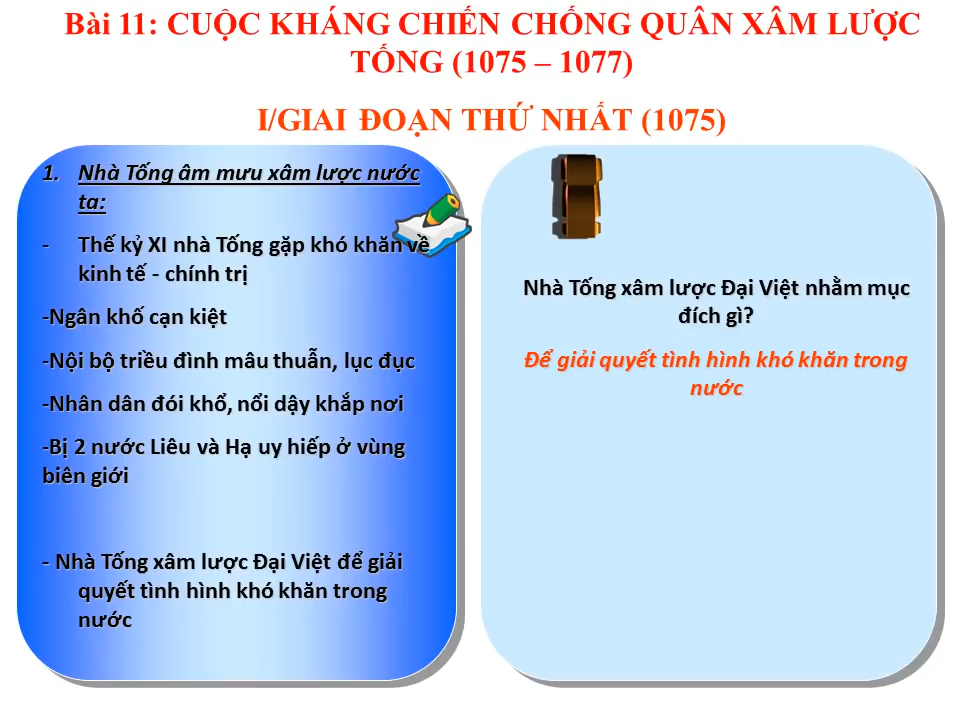 Bài 11: CUỘC KHÁNG CHIẾN CHỐNG QUÂN XÂM LƯỢC
TỐNG (1075 – 1077)
I/GIAI ĐOẠN THỨ NHẤT (1075)
1. Nhà Tống âm mưu xâm lược nước
ta:
- Thế kỷ XI nhà Tống gặp khó khăn về
kinh tế - chính trị
-Ngân khố cạn kiệt
-Nội bộ triều đình mâu thuẫn, lục đục
-Nhân dân đói khổ, nổi dậy khắp nơi
-Bị 2 nước Liêu và Hạ uy hiếp ở vùng
biên giới
- Nhà Tống xâm lược Đại Việt để giải
quyết tình hình khó khăn trong
nước
Nhà Tống xâm lược Đại Việt nhằm mục
đích gì?
Để giải quyết tình hình khó khăn trong
nước